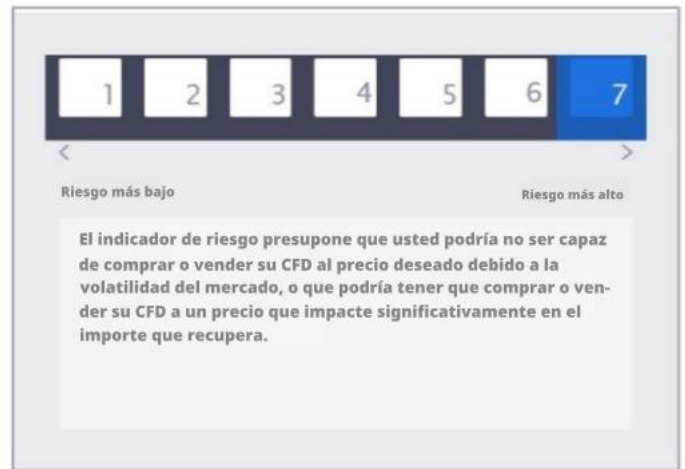 1 2 3 4 5 6 7
< >
Riesgo más bajo Riesgo más alto
El indicador de riesgo presupone que usted podría no ser capaz
de comprar o vender su CFD al precio deseado debido a la
volatilidad del mercado, o que podría tener que comprar o ven-
der su CFD a un precio que impacte significativamente en el
importe que recupera.